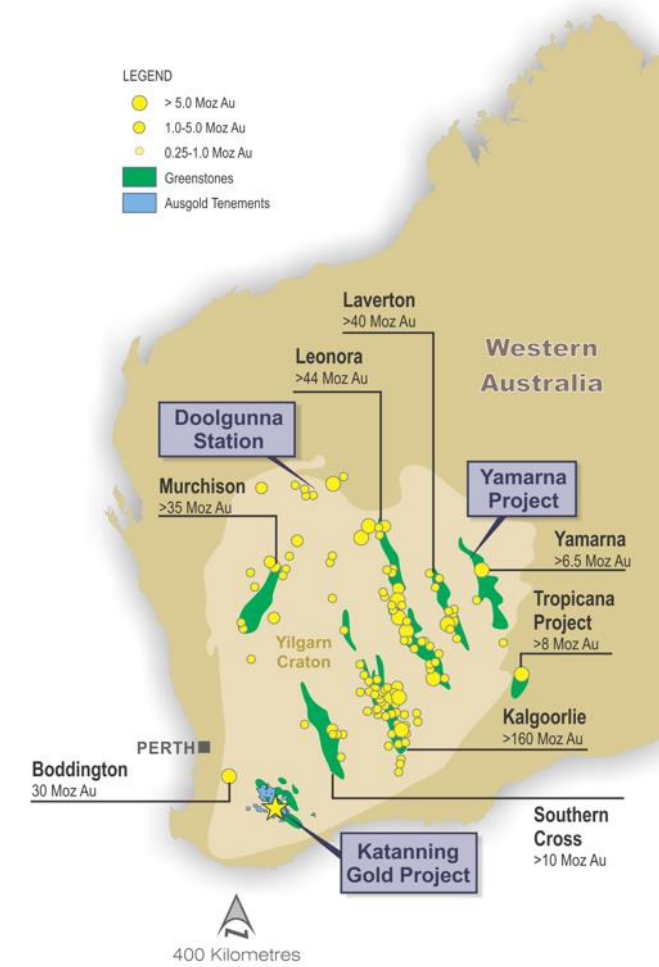 LEGEND
> 5.0 Moz Au
1.0-5.0 Moz Au
0.25-1.0 Moz Au
Greenstones
Ausgold Tenements
Laverton
>40 Moz Au
Leonora
>44 Moz Au
Western
Australia
Doolgunna
Station
Murchison
>35 Moz Au
Yamarna
Project
Yamarna
>6.5 Moz Au
Tropicana
Project
>8 Moz Au
Yilgarn
Craton
Kalgoorlie
>160 Moz Au
PERTH
Boddington
30 Moz Au
Southern
Cross
>10 Moz Au
Katanning
Gold Project
N
400 Kilometres